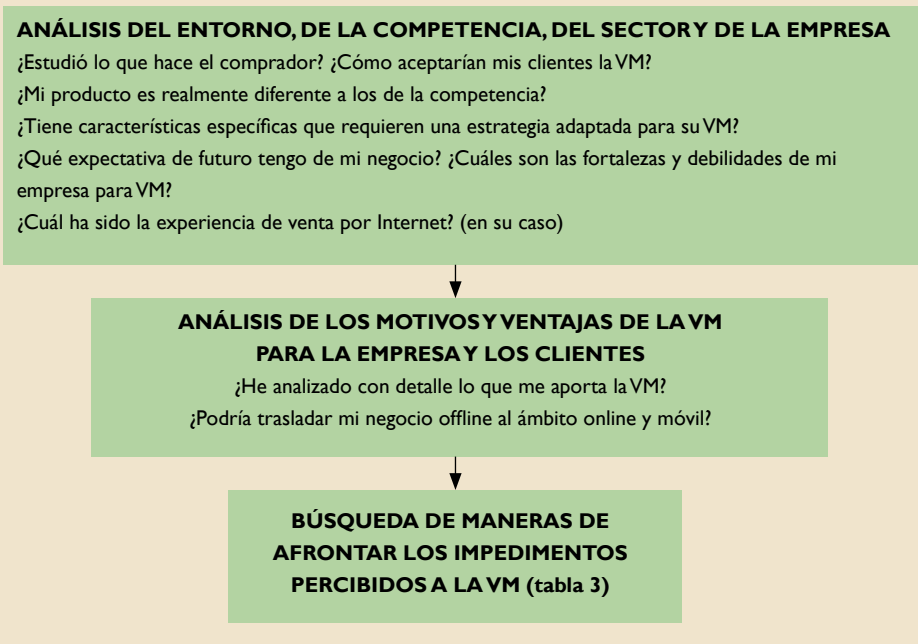 ANÁLISIS DEL ENTORNO, DE LA COMPETENCIA, DEL SECTOR Y DE LA EMPRESA
¿Estudió lo que hace el comprador? ¿Cómo aceptarían mis clientes la VM?
¿Mi producto es realmente diferente a los de la competencia?
¿Tiene características específicas que requieren una estrategia adaptada para su VM?
¿Qué expectativa de futuro tengo de mi negocio? ¿Cuáles son las fortalezas y debilidades de mi
empresa para VM?
¿Cuál ha sido la experiencia de venta por Internet? (en su caso)
ANÁLISIS DE LOS MOTIVOS Y VENTAJAS DE LA VM
PARA LA EMPRESA Y LOS CLIENTES
¿He analizado con detalle lo que me aporta la VM?
¿Podría trasladar mi negocio offline al ámbito online y móvil?
BÚSQUEDA DE MANERAS DE
AFRONTAR LOS IMPEDIMENTOS
PERCIBIDOS A LA VM (tabla 3)